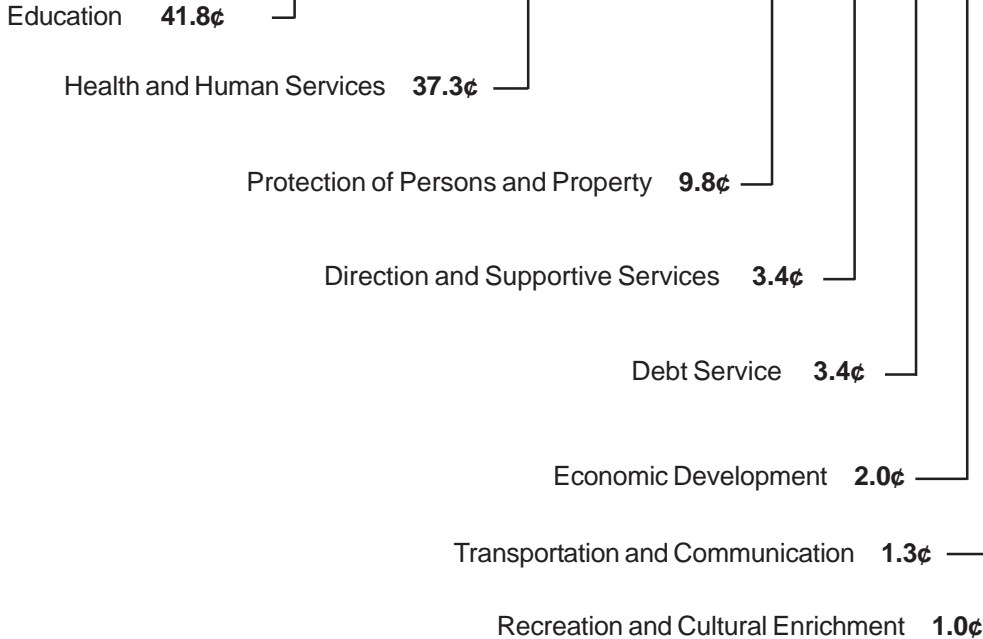 Education 41.8¢
Health and Human Services 37.3¢
Protection of Persons and Property 9.8¢
Direction and Supportive Services 3.4¢
Debt Service 3.4¢
Economic Development 2.0¢
Transportation and Communication 1.3¢
Recreation and Cultural Enrichment 1.0¢